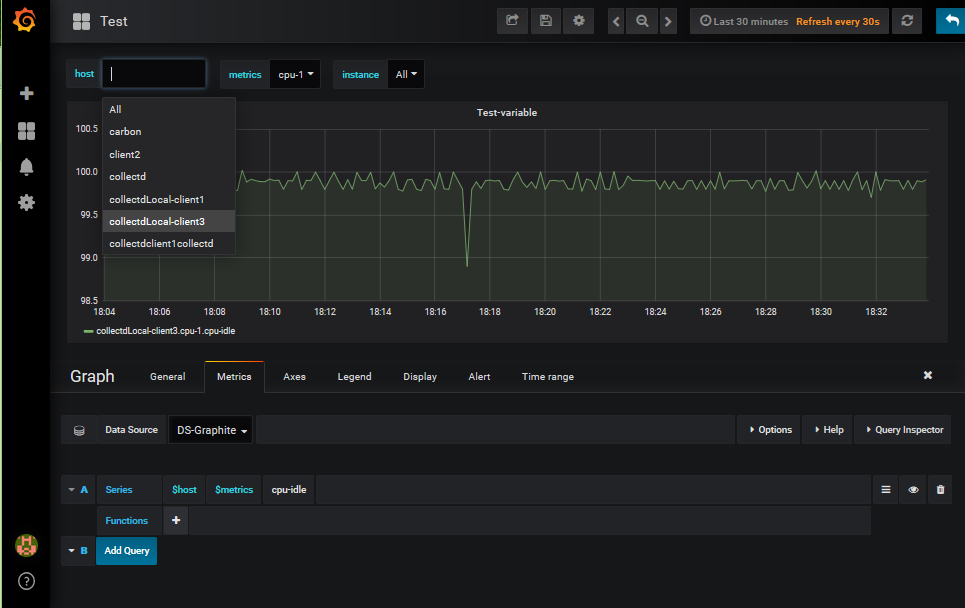 Test
Last 30 minutes Refresh every 30s
host
metrics cpu-1
instance All
All
carbon
client2
collectd
collectdLocal-client1
collectdLocal-client3
collectdclient1collectd
Test-variable
100.5
100.0
99.5
99.0
98.5
18:04 18:06 18:08 18:10 18:12 18:14 18:16 18:18 18:20 18:22 18:24 18:26 18:28 18:30 18:32
collectdLocal-client3.cpu-1.cpu-idle
Graph General Metrics Axes Legend Display Alert Time range
Data Source DS-Graphite Options Help Query Inspector
A Series $host $metrics cpu-idle
Functions +
B Add Query
?